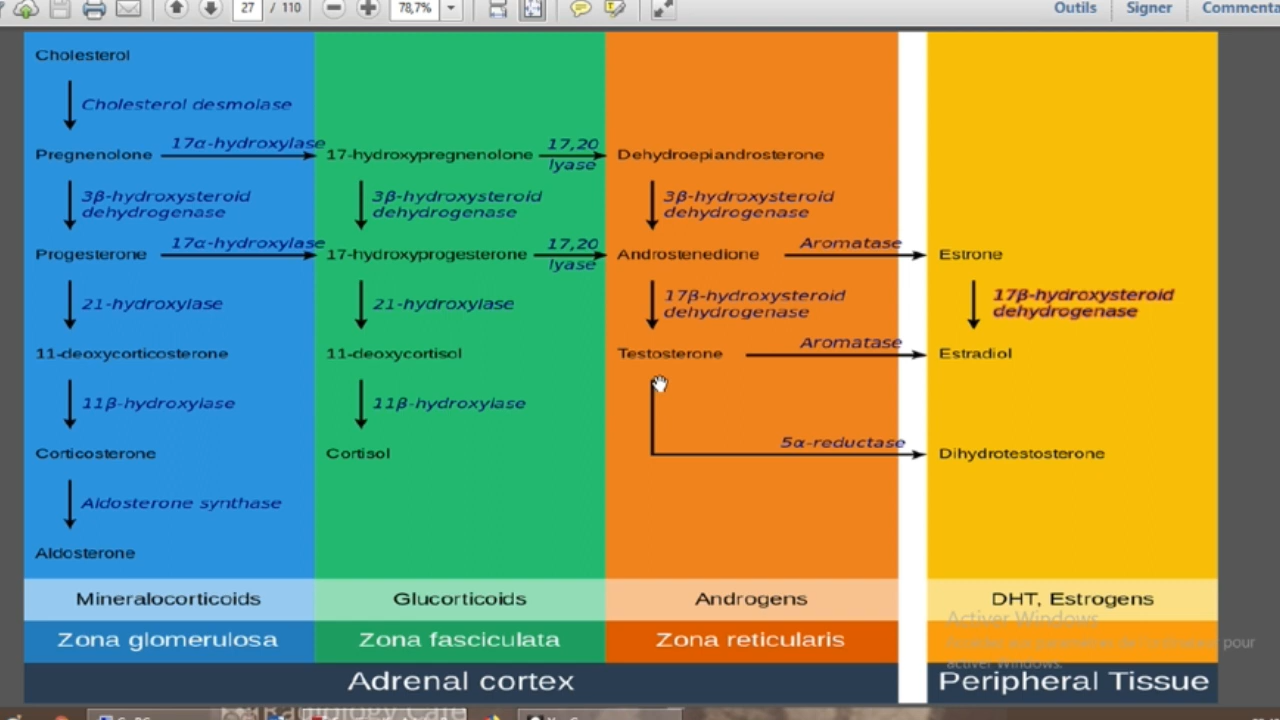 27 / 110
78,7%
Outils Signer Commenta
Cholesterol
Cholesterol desmolase
17α-hydroxylase
17,20
Pregnenolone 17-hydroxypregnenolone Dehydroepiandrosterone
lyase
3β-hydroxysteroid 3β-hydroxysteroid 3β-hydroxysteroid
dehydrogenase dehydrogenase dehydrogenase
17α-hydroxylase 17,20 Aromatase
Progesterone 17-hydroxyprogesterone Androstenedione Estrone
lyase
21-hydroxylase 21-hydroxylase 17β-hydroxysteroid 17β-hydroxysteroid
dehydrogenase dehydrogenase
Aromatase
11-deoxycorticosterone 11-deoxycortisol Testosterone Estradiol
11β-hydroxylase 11β-hydroxylase
5α-reductase
Corticosterone Cortisol Dihydrotestosterone
Aldosterone synthase
Aldosterone
Mineralocorticoids Glucorticoids Androgens DHT, Estrogens
Activer Windows
Zona glomerulosa Zona fasciculata Zona reticularis
pour
activer Windows.
Adrenal cortex Peripheral Tissue